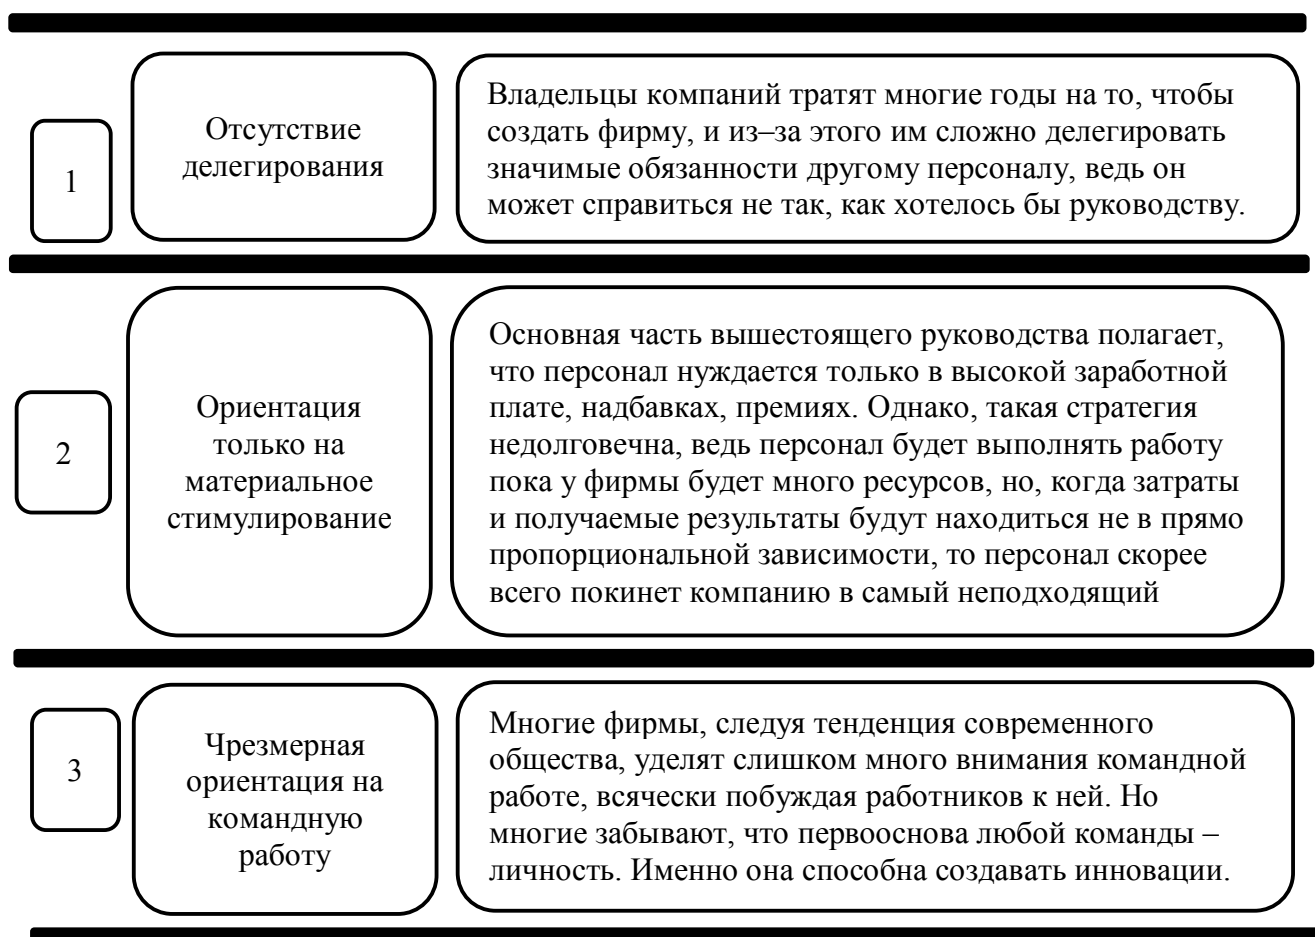 1
Отсутствие
делегирования
Владельцы компаний тратят многие годы на то, чтобы
создать фирму, и из–за этого им сложно делегировать
значимые обязанности другому персоналу, ведь он
может справиться не так, как хотелось бы руководству.
2
Ориентация
только на
материальное
стимулирование
Основная часть вышестоящего руководства полагает,
что персонал нуждается только в высокой заработной
плате, надбавках, премиях. Однако, такая стратегия
недолговечна, ведь персонал будет выполнять работу
пока у фирмы будет много ресурсов, но, когда затраты
и получаемые результаты будут находиться не в прямо
пропорциональной зависимости, то персонал скорее
всего покинет компанию в самый неподходящий
3
Чрезмерная
ориентация на
командную
работу
Многие фирмы, следуя тенденция современного
общества, уделят слишком много внимания командной
работе, всячески побуждая работников к ней. Но
многие забывают, что первооснова любой команды –
личность. Именно она способна создавать инновации.